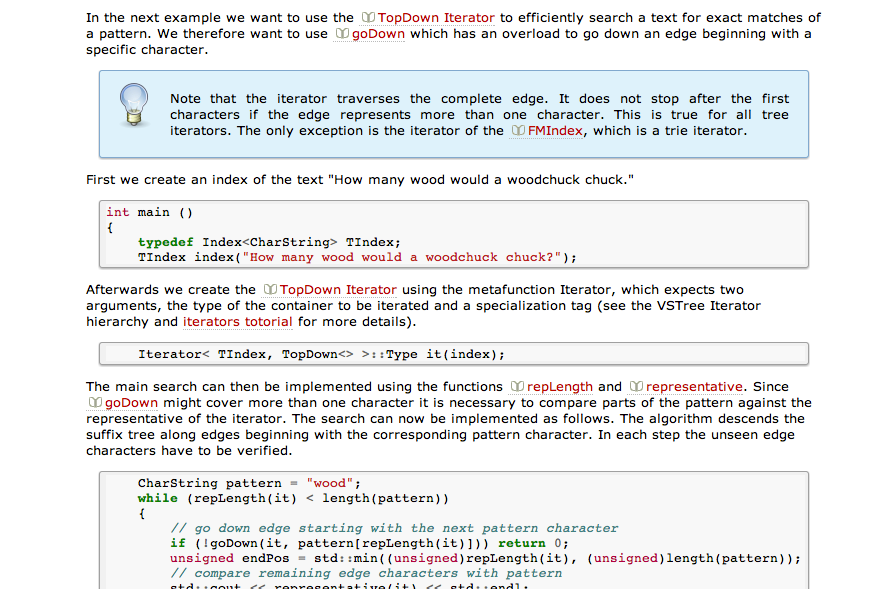 In the next example we want to use the TopDown Iterator to efficiently search a text for exact matches of
a pattern. We therefore want to use goDown which has an overload to go down an edge beginning with a
specific character.
Note that the iterator traverses the complete edge. It does not stop after the first
characters if the edge represents more than one character. This is true for all tree
iterators. The only exception is the iterator of the FMIndex, which is a trie iterator.
First we create an index of the text "How many wood would a woodchuck chuck."
int main ()
{
    typedef Index<CharString> TIndex;
    TIndex index("How many wood would a woodchuck chuck?");
Afterwards we create the TopDown Iterator using the metafunction Iterator, which expects two
arguments, the type of the container to be iterated and a specialization tag (see the VSTree Iterator
hierarchy and iterators totorial for more details).
    Iterator< TIndex, TopDown<> >::Type it(index);
The main search can then be implemented using the functions repLength and representative. Since
goDown might cover more than one character it is necessary to compare parts of the pattern against the
representative of the iterator. The search can now be implemented as follows. The algorithm descends the
suffix tree along edges beginning with the corresponding pattern character. In each step the unseen edge
characters have to be verified.
    CharString pattern = "wood";
    while (repLength(it) < length(pattern))
    {
        // go down edge starting with the next pattern character
        if (!goDown(it, pattern[repLength(it)])) return 0;
        unsigned endPos = std::min((unsigned)repLength(it), (unsigned)length(pattern));
        // compare remaining edge characters with pattern
        std::cout << representative(it) << std::endl;